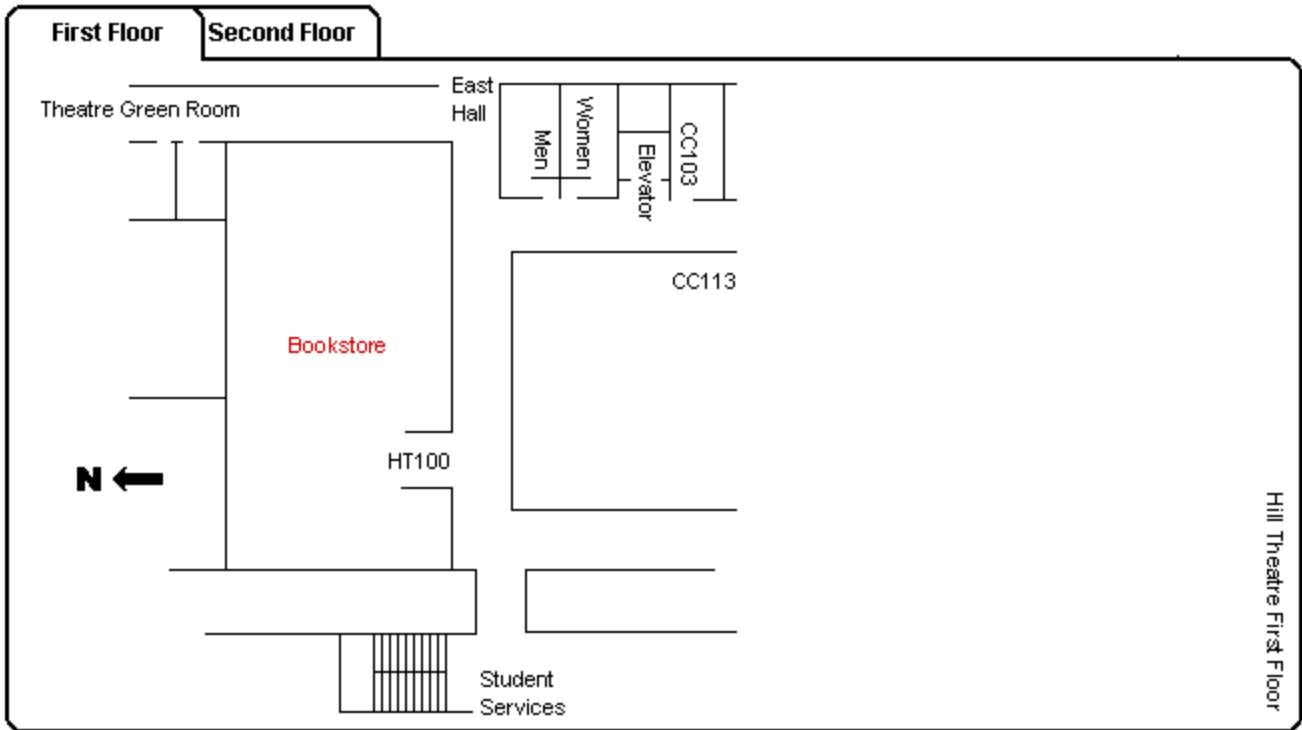 First Floor
Second Floor
East
Hall
Theatre Green Room
Men
Women
Elevator
CC103
CC113
Bookstore
HT100
N
Student
Services
Hill Theatre First Floor